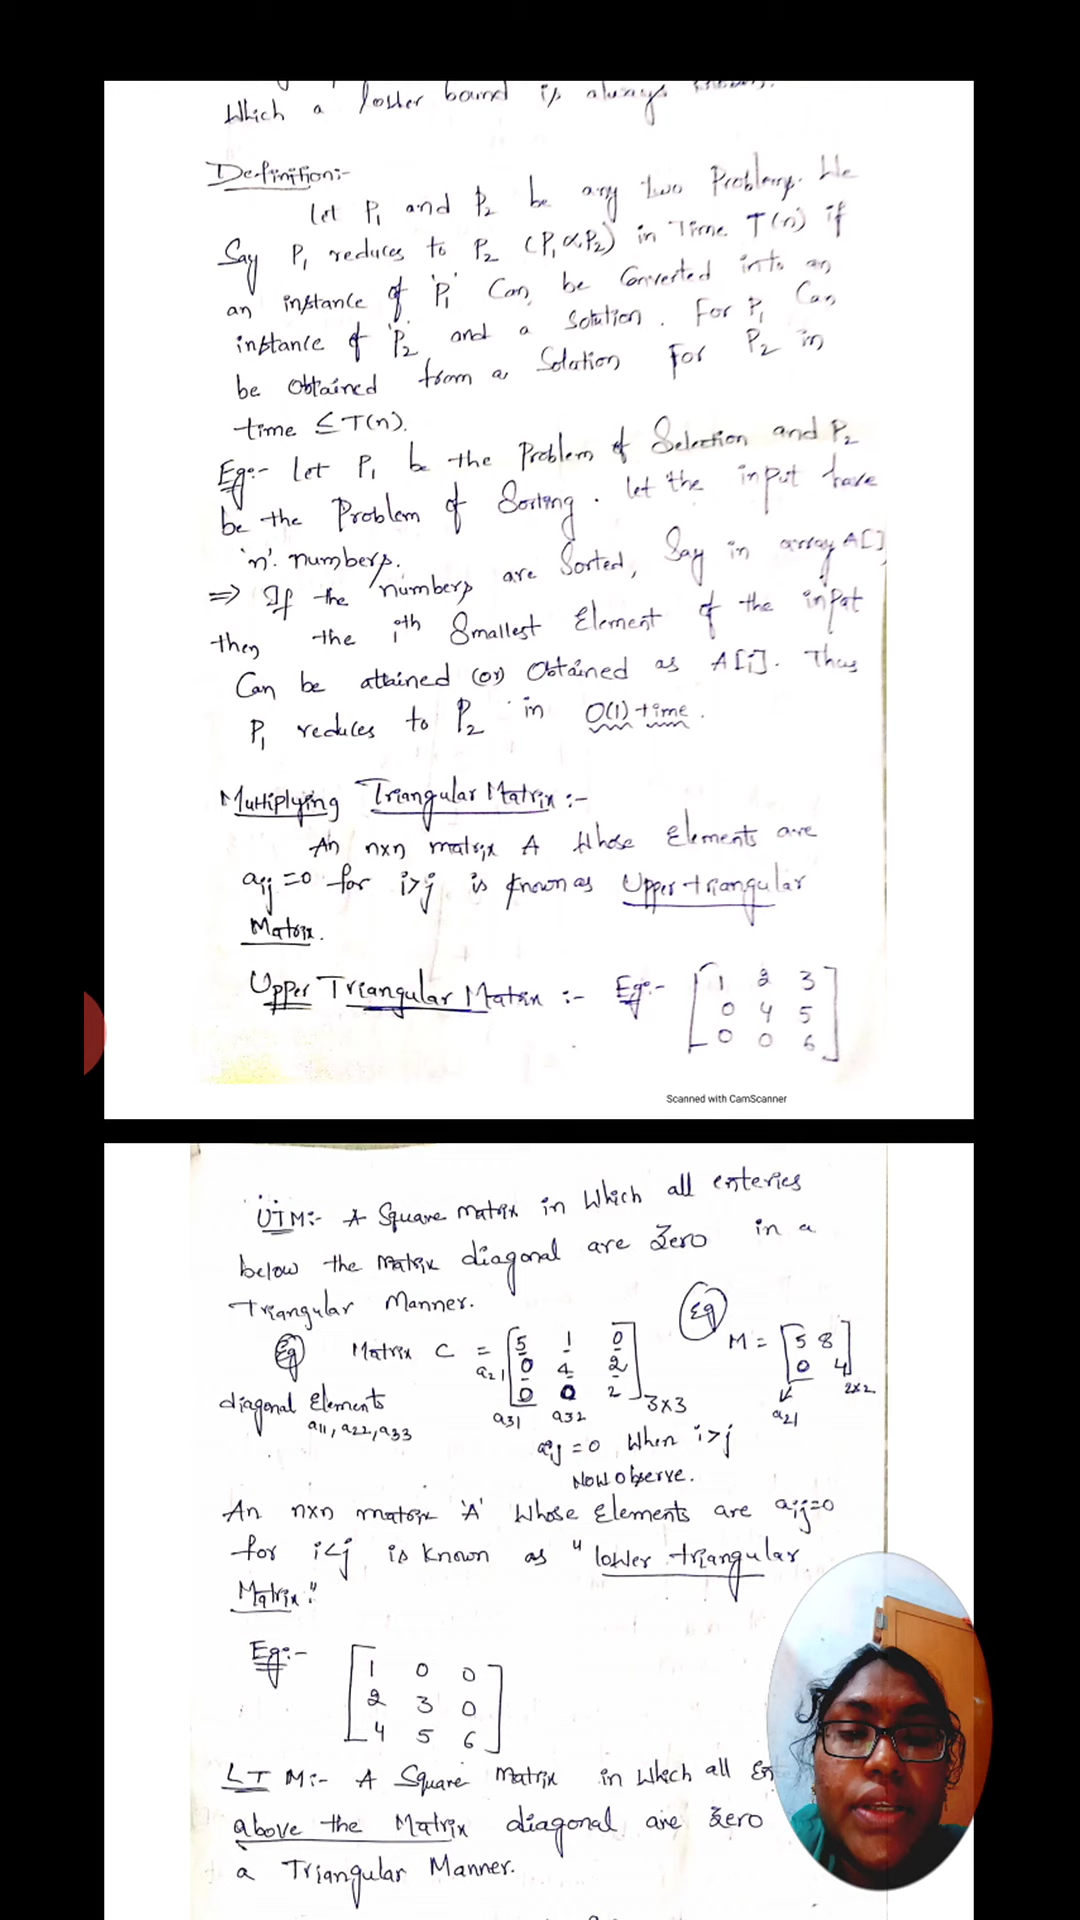 Which a lower bound is always
Definition:-
Let P1 and P2 be any two Problems. We
Say P1 reduces to P2 (P1 ∝ P2) in Time T(n) if
an instance of 'P1' Can be Converted into an
instance of 'P2' and a Solution. For P1 Can
be Obtained from a Solution For P2 in
time ≤ T(n).
Eg:- Let P1 be the Problem of Selection and P2
be the Problem of Sorting. Let the input have
'n' numbers.
⇒ If the numbers are Sorted, Say in array A[]
then the ith Smallest Element of the input
Can be attained (or) Obtained as A[i]. Thus
P1 reduces to P2 in O(1) time.
Multiplying Triangular Matrix:-
An nxn matrix A Whose Elements are
aij=0 for i>j is known as Upper triangular
Matrix.
Upper Triangular Matrix:- Eg:- 1 2 3
0 4 5
0 0 6
Scanned with CamScanner
UTM:- A Square matrix in Which all enteries
below the Matrix diagonal are Zero in a
Triangular Manner.
Eg Matrix C = 5 1 0 Eg M = 5 8
a21 0 4 2 0 4
0 0 2 3x3 2x2
diagonal Elements a31 a32 a21
a11, a22, a33
aij=0 When i>j
Now observe.
An nxn matrix 'A' Whose Elements are aij=0
for i<j is Known as "lower triangular
Matrix."
Eg:- 1 0 0
2 3 0
4 5 6
LTM:- A Square Matrix in Which all En
above the Matrix diagonal are Zero
a Triangular Manner.